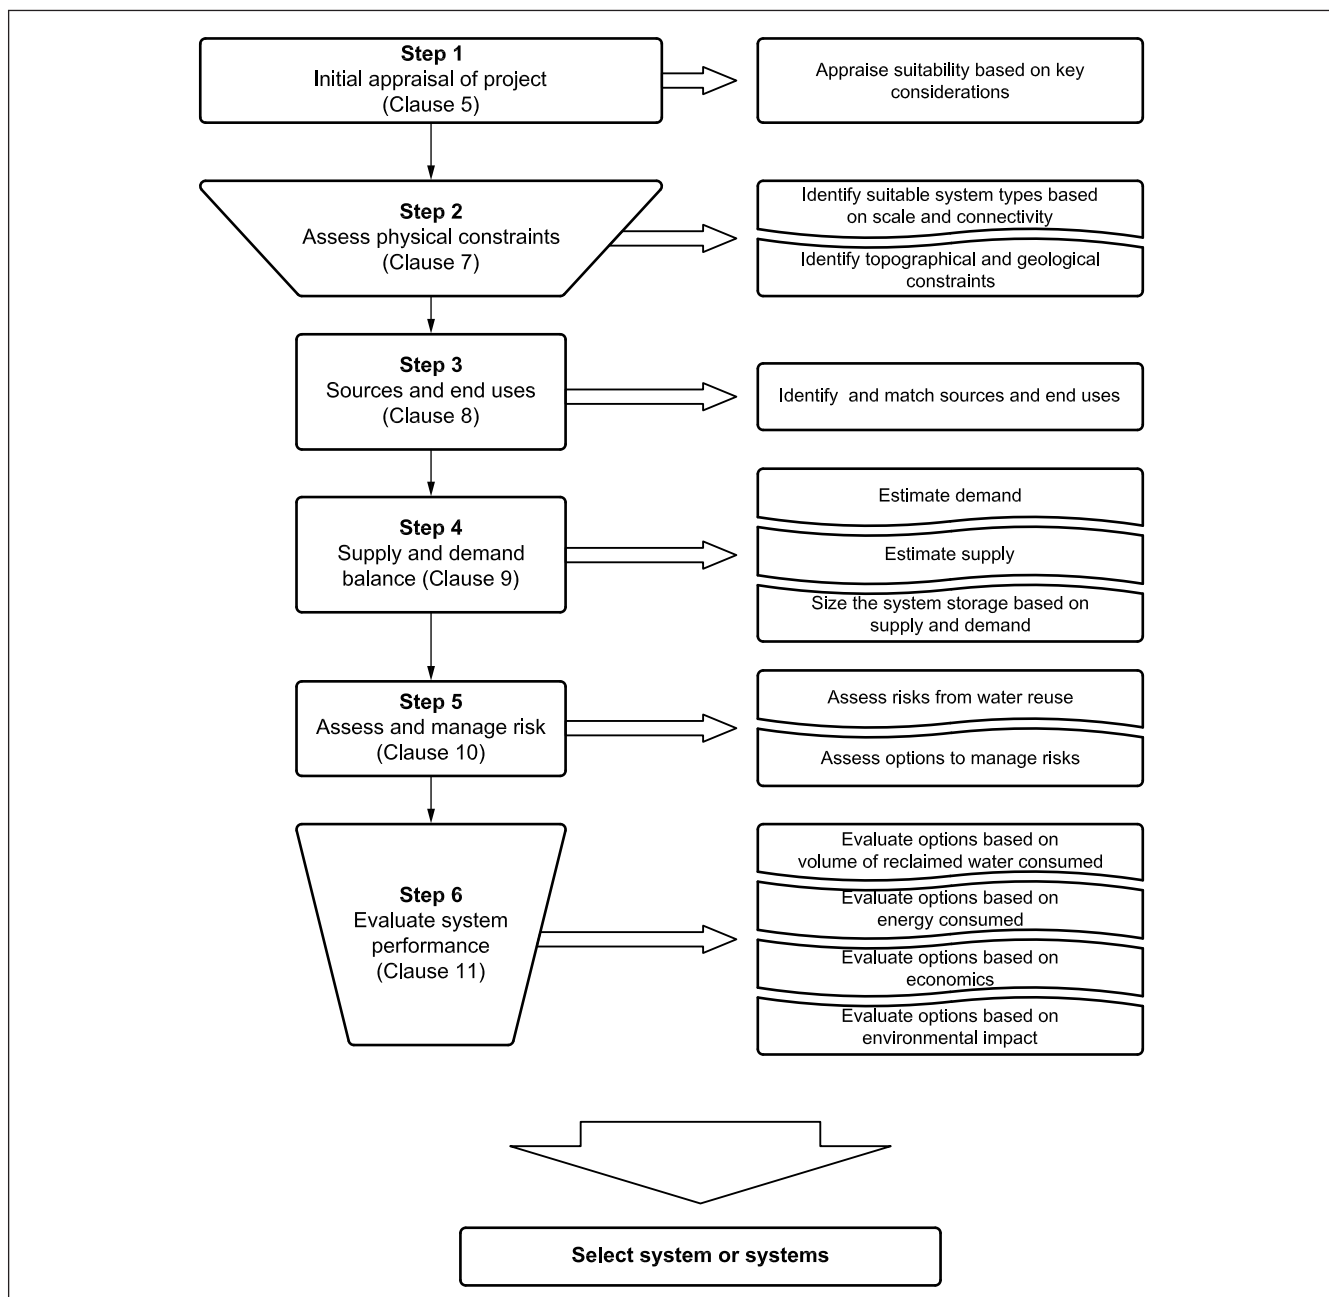 Step 1
Initial appraisal of project
(Clause 5)
Appraise suitability based on key
considerations
Step 2
Assess physical constraints
(Clause 7)
Identify suitable system types based
on scale and connectivity
Identify topographical and geological
constraints
Step 3
Sources and end uses
(Clause 8)
Identify and match sources and end uses
Step 4
Supply and demand
balance (Clause 9)
Estimate demand
Estimate supply
Size the system storage based on
supply and demand
Step 5
Assess and manage risk
(Clause 10)
Assess risks from water reuse
Assess options to manage risks
Step 6
Evaluate system
performance
(Clause 11)
Evaluate options based on
volume of reclaimed water consumed
Evaluate options based on
energy consumed
Evaluate options based on
economics
Evaluate options based on
environmental impact
Select system or systems